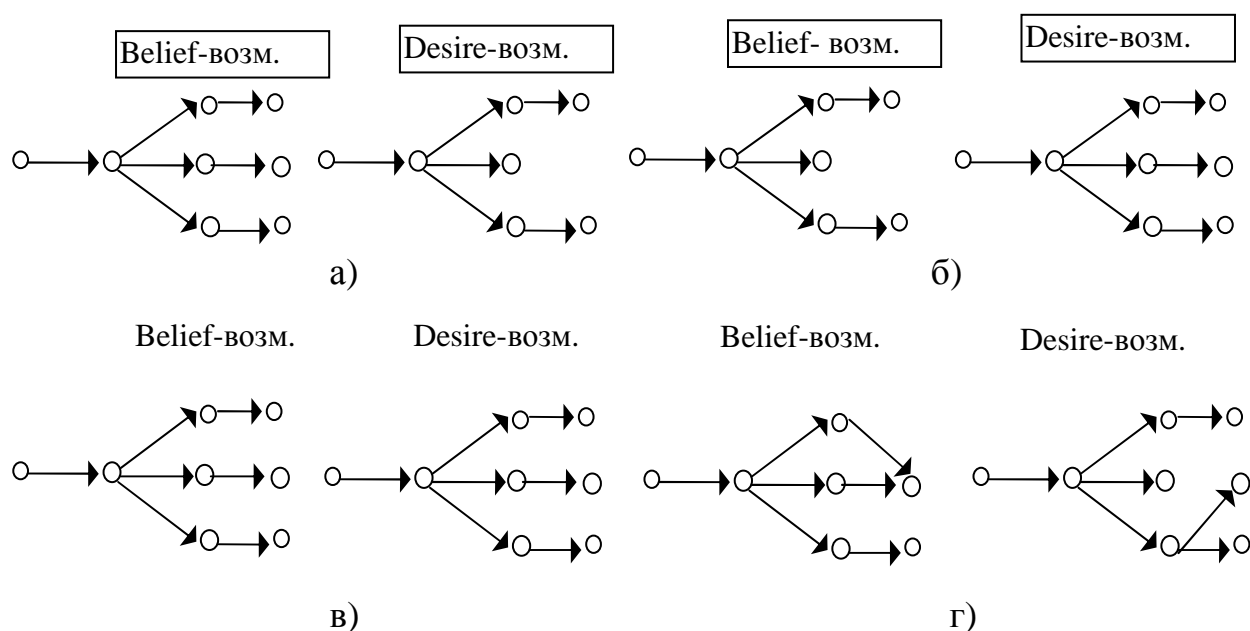 Belief-возм.
Desire-возм.
Belief- возм.
Desire-возм.
а)
б)
Belief-возм.
Desire-возм.
Belief-возм.
Desire-возм.
в)
г)